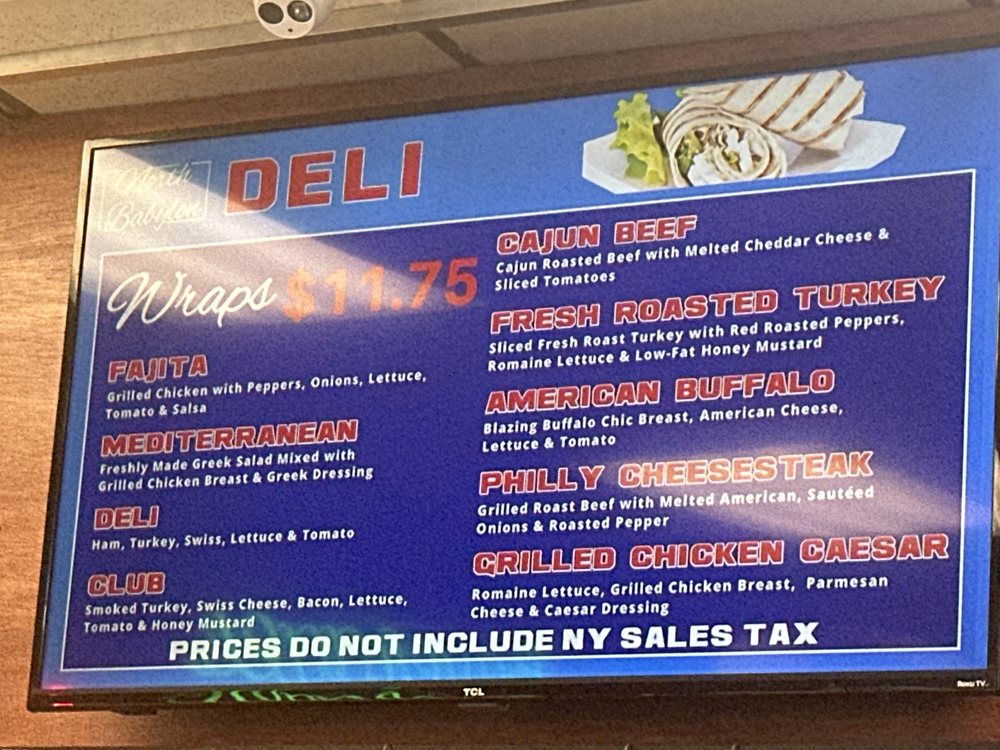 North
Babylon
DELI
Wraps $11.75
FAJITA
Grilled Chicken with Peppers, Onions, Lettuce,
Tomato & Salsa
MEDITERRANEAN
Freshly Made Greek Salad Mixed with
Grilled Chicken Breast & Greek Dressing
DELI
Ham, Turkey, Swiss, Lettuce & Tomato
CLUB
Smoked Turkey, Swiss Cheese, Bacon, Lettuce,
Tomato & Honey Mustard
CAJUN BEEF
Cajun Roasted Beef with Melted Cheddar Cheese &
Sliced Tomatoes
FRESH ROASTED TURKEY
Sliced Fresh Roast Turkey with Red Roasted Peppers,
Romaine Lettuce & Low-Fat Honey Mustard
AMERICAN BUFFALO
Blazing Buffalo Chic Breast, American Cheese,
Lettuce & Tomato
PHILLY CHEESESTEAK
Grilled Roast Beef with Melted American, Sautéed
Onions & Roasted Pepper
GRILLED CHICKEN CAESAR
Romaine Lettuce, Grilled Chicken Breast, Parmesan
Cheese & Caesar Dressing
PRICES DO NOT INCLUDE NY SALES TAX
TCL
Roku TV